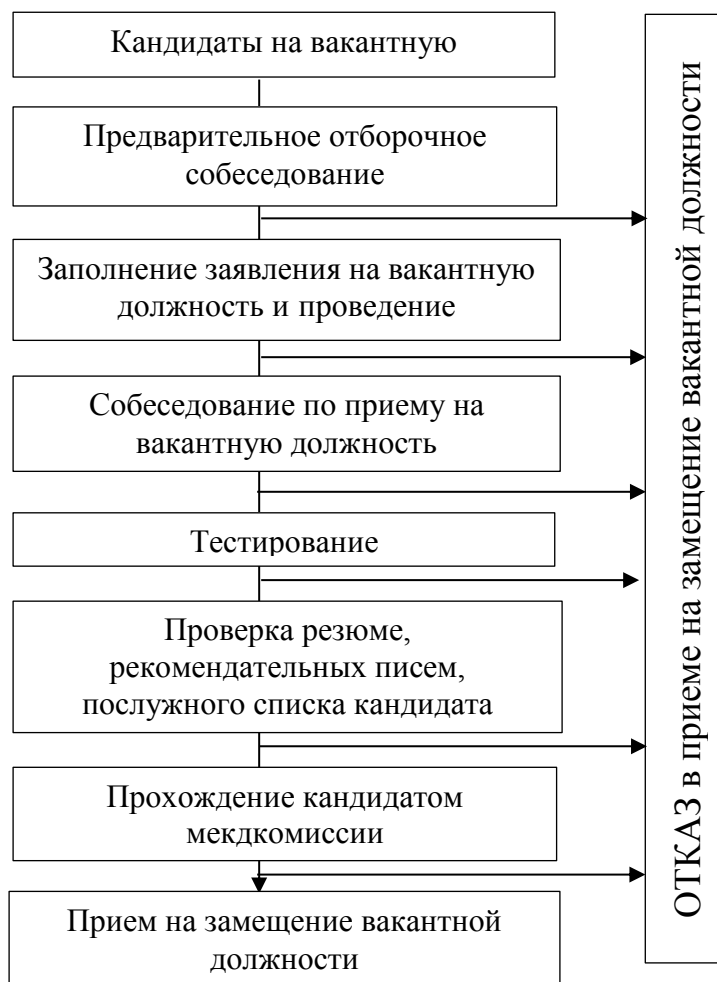 Кандидаты на вакантную
Предварительное отборочное
собеседование
Заполнение заявления на вакантную
должность и проведение
Собеседование по приему на
вакантную должность
Тестирование
Проверка резюме,
рекомендательных писем,
послужного списка кандидата
Прохождение кандидатом
мекдкомиссии
Прием на замещение вакантной
должности
ОТКАЗ в приеме на замещение вакантной должности